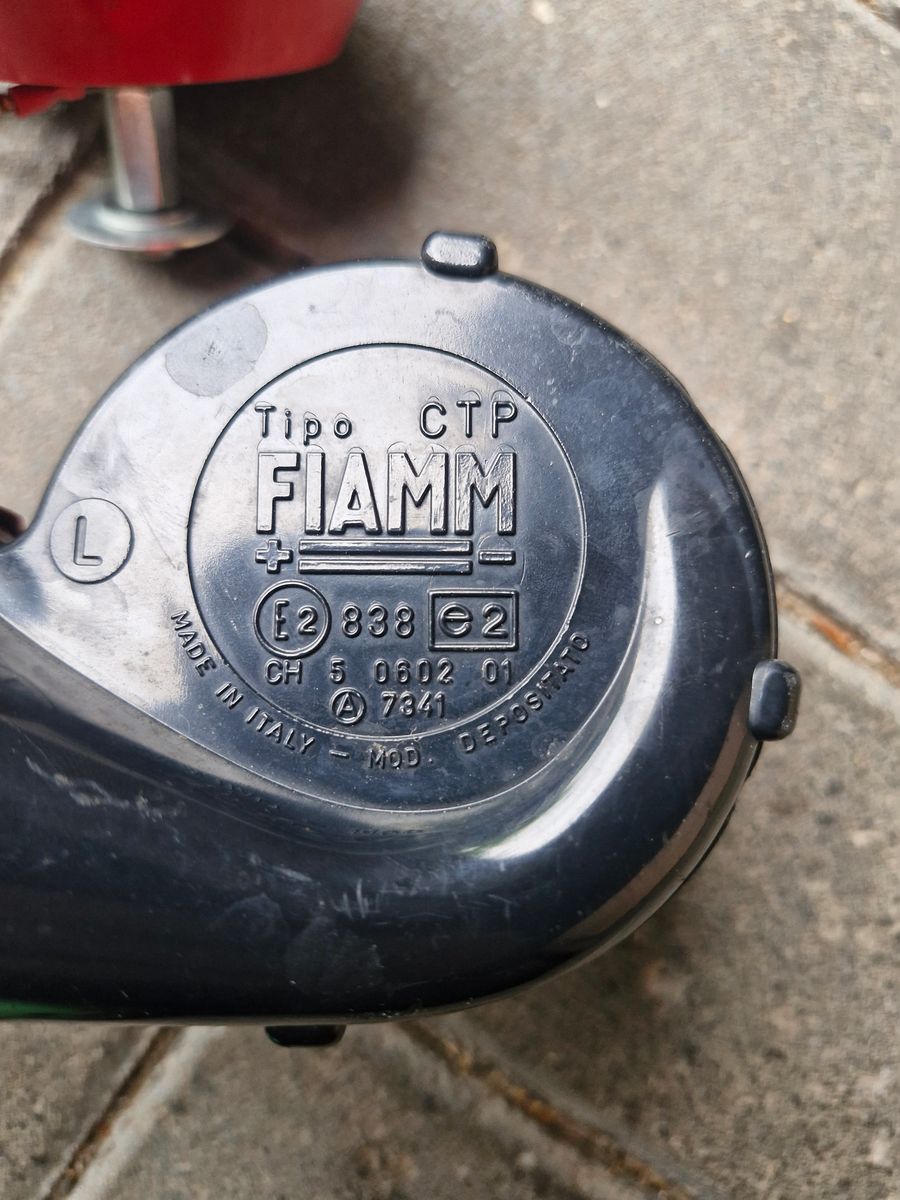 Tipo CTP
FIAMM
+ -
L
E2 838 e2
CH 5 0602 01
A 7341
MADE IN ITALY - MOD. DEPOSITATO